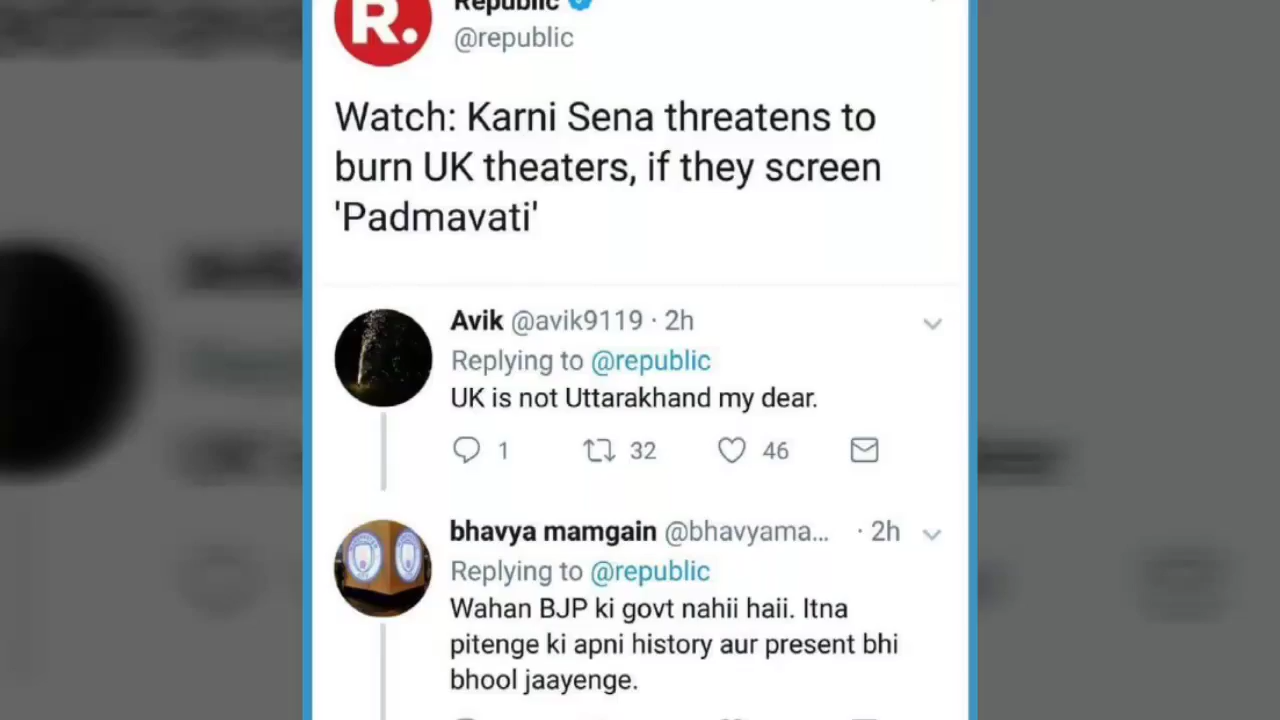 R.
Republic
@republic
Watch: Karni Sena threatens to
burn UK theaters, if they screen
'Padmavati'
Avik @avik9119 · 2h
Replying to @republic
UK is not Uttarakhand my dear.
1 32 46
bhavya mamgain @bhavyama... · 2h
Replying to @republic
Wahan BJP ki govt nahii haii. Itna
pitenge ki apni history aur present bhi
bhool jaayenge.